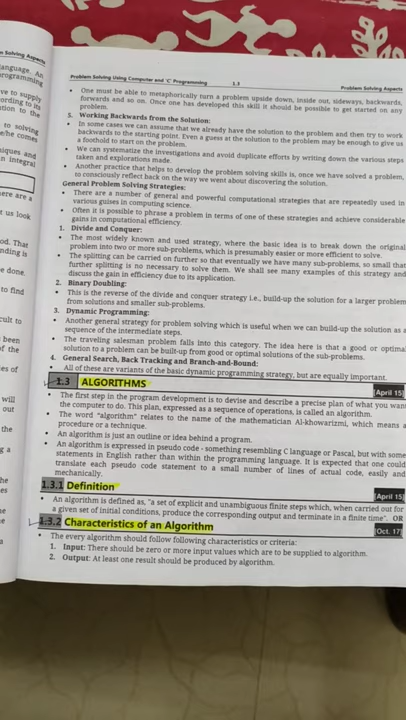 Problem Solving Using Computer and 'C' Programming 1.3 Problem Solving Aspects
• One must be able to metaphorically turn a problem upside down, inside out, sideways, backwards,
forwards and so on. Once one has developed this skill it should be possible to get started on any
problem.
3. Working Backwards from the Solution:
• In some cases we can assume that we already have the solution to the problem and then try to work
backwards to the starting point. Even a guess at the solution to the problem may be enough to give us
a foothold to start on the problem.
• We can systematize the investigations and avoid duplicate efforts by writing down the various steps
taken and explorations made.
• Another practice that helps to develop the problem solving skills is, once we have solved a problem,
to consciously reflect back on the way we went about discovering the solution.
General Problem Solving Strategies:
• There are a number of general and powerful computational strategies that are repeatedly used in
various guises in computing science.
• Often it is possible to phrase a problem in terms of one of these strategies and achieve considerable
gains in computational efficiency.
1. Divide and Conquer:
• The most widely known and used strategy, where the basic idea is to break down the original
problem into two or more sub-problems, which is presumably easier or more efficient to solve.
• The splitting can be carried on further so that eventually we have many sub-problems, so small that
further splitting is no necessary to solve them. We shall see many examples of this strategy and
discuss the gain in efficiency due to its application.
2. Binary Doubling:
• This is the reverse of the divide and conquer strategy i.e., build-up the solution for a larger problem
from solutions and smaller sub-problems.
3. Dynamic Programming:
• Another general strategy for problem solving which is useful when we can build-up the solution as a
sequence of the intermediate steps.
• The traveling salesman problem falls into this category. The idea here is that a good or optimal
solution to a problem can be built-up from good or optimal solutions of the sub-problems.
4. General Search, Back Tracking and Branch-and-Bound:
• All of these are variants of the basic dynamic programming strategy, but are equally important.
1.3 ALGORITHMS [April 15]
• The first step in the program development is to devise and describe a precise plan of what you want
the computer to do. This plan, expressed as a sequence of operations, is called an algorithm.
• The word "algorithm" relates to the name of the mathematician Al-khowarizmi, which means a
procedure or a technique.
• An algorithm is just an outline or idea behind a program.
• An algorithm is expressed in pseudo code - something resembling C language or Pascal, but with some
statements in English rather than within the programming language. It is expected that one could
translate each pseudo code statement to a small number of lines of actual code, easily and
mechanically.
1.3.1 Definition [April 15]
• An algorithm is defined as, "a set of explicit and unambiguous finite steps which, when carried out for
a given set of initial conditions, produce the corresponding output and terminate in a finite time". OR
1.3.2 Characteristics of an Algorithm [Oct. 17]
• The every algorithm should follow following characteristics or criteria:
1. Input: There should be zero or more input values which are to be supplied to algorithm.
2. Output: At least one result should be produced by algorithm.